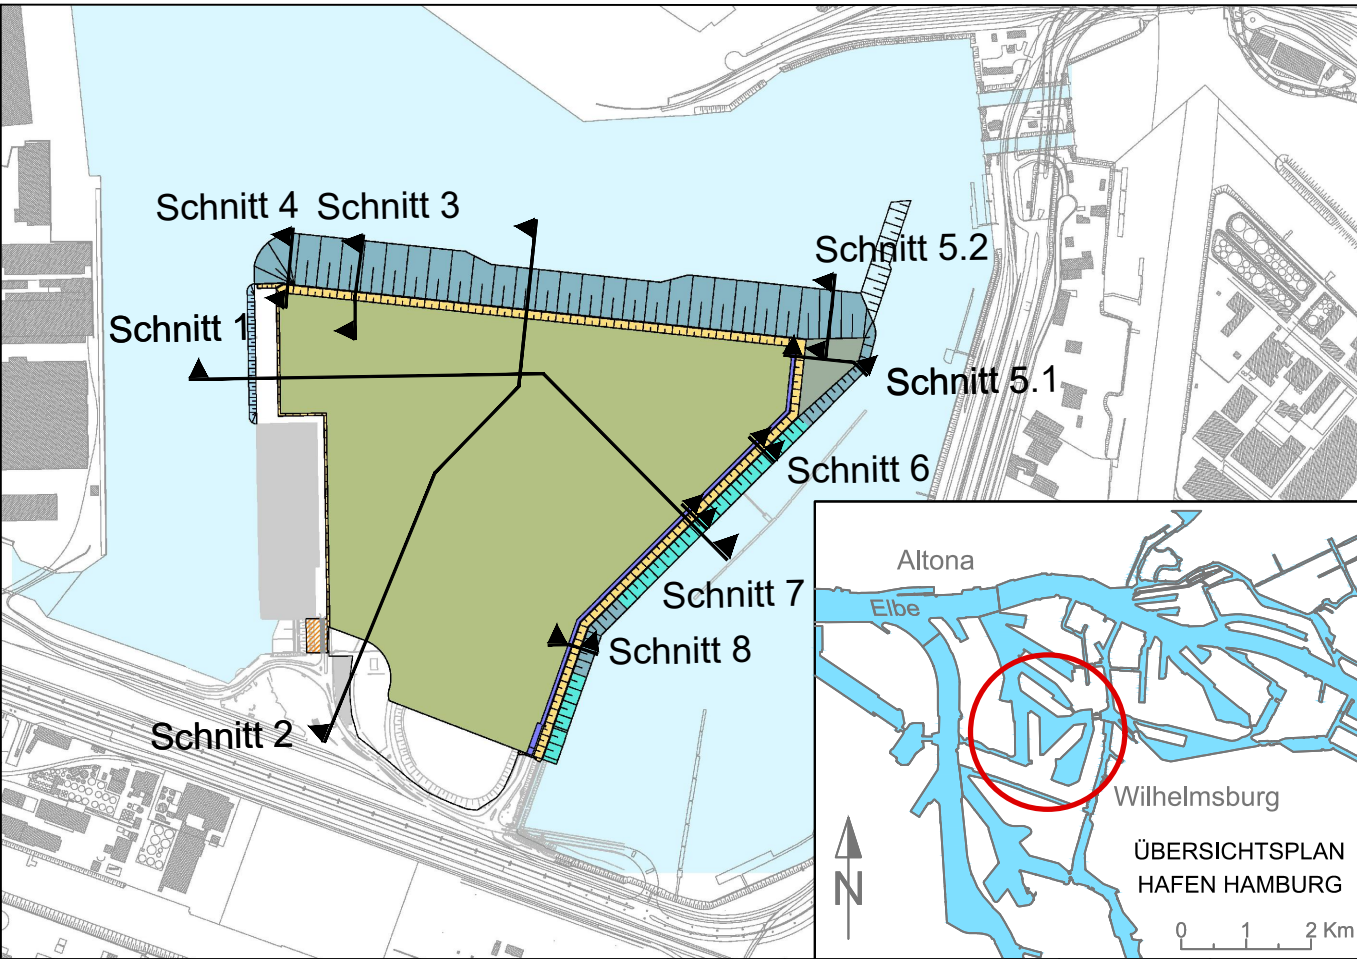 Schnitt 4 Schnitt 3
Schnitt 5.2
Schnitt 1
Schnitt 5.1
Schnitt 6
Schnitt 7
Schnitt 8
Schnitt 2
Altona
Elbe
Wilhelmsburg
ÜBERSICHTSPLAN
HAFEN HAMBURG
N
0 1 2 Km